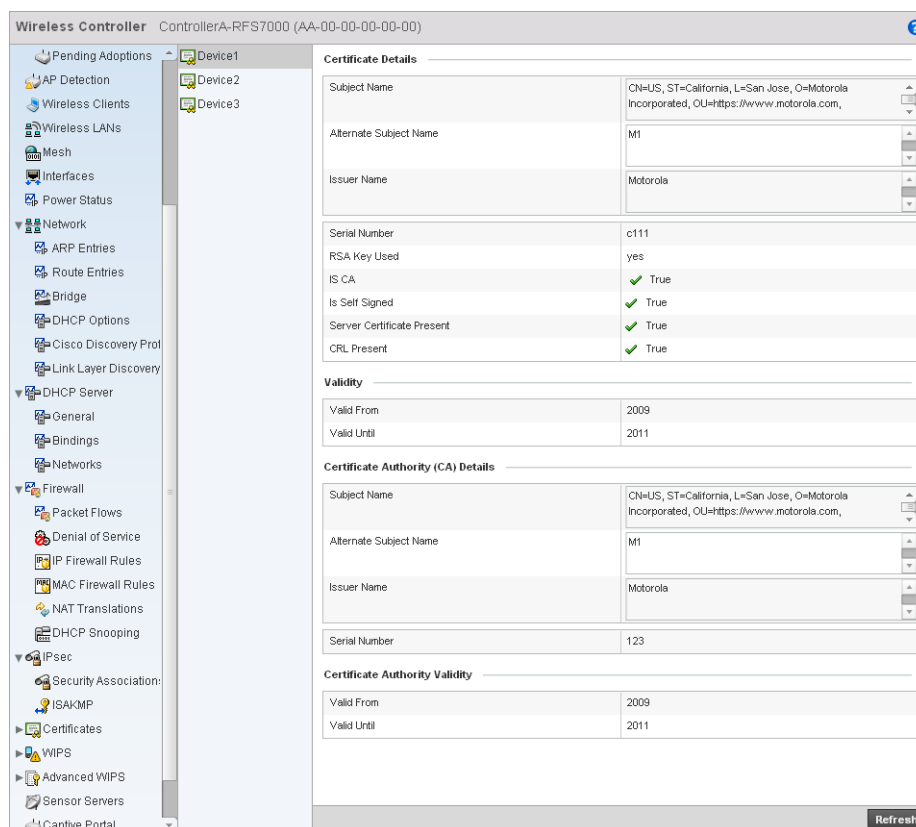 Wireless Controller ControllerA-RFS7000 (AA-00-00-00-00-00)
Pending Adoptions
AP Detection
Wireless Clients
Wireless LANs
Mesh
Interfaces
Power Status
Network
ARP Entries
Route Entries
Bridge
DHCP Options
Cisco Discovery Prot
Link Layer Discovery
DHCP Server
General
Bindings
Networks
Firewall
Packet Flows
Denial of Service
IP Firewall Rules
MAC Firewall Rules
NAT Translations
DHCP Snooping
IPsec
Security Associations
ISAKMP
Certificates
WIPS
Advanced WIPS
Sensor Servers
Captive Portal
Device1
Device2
Device3
Certificate Details
Subject Name CN=US, ST=California, L=San Jose, O=Motorola
Incorporated, OU=https://www.motorola.com,
Alternate Subject Name M1
Issuer Name Motorola
Serial Number c111
RSA Key Used yes
IS CA True
Is Self Signed True
Server Certificate Present True
CRL Present True
Validity
Valid From 2009
Valid Until 2011
Certificate Authority (CA) Details
Subject Name CN=US, ST=California, L=San Jose, O=Motorola
Incorporated, OU=https://www.motorola.com,
Alternate Subject Name M1
Issuer Name Motorola
Serial Number 123
Certificate Authority Validity
Valid From 2009
Valid Until 2011
Refresh